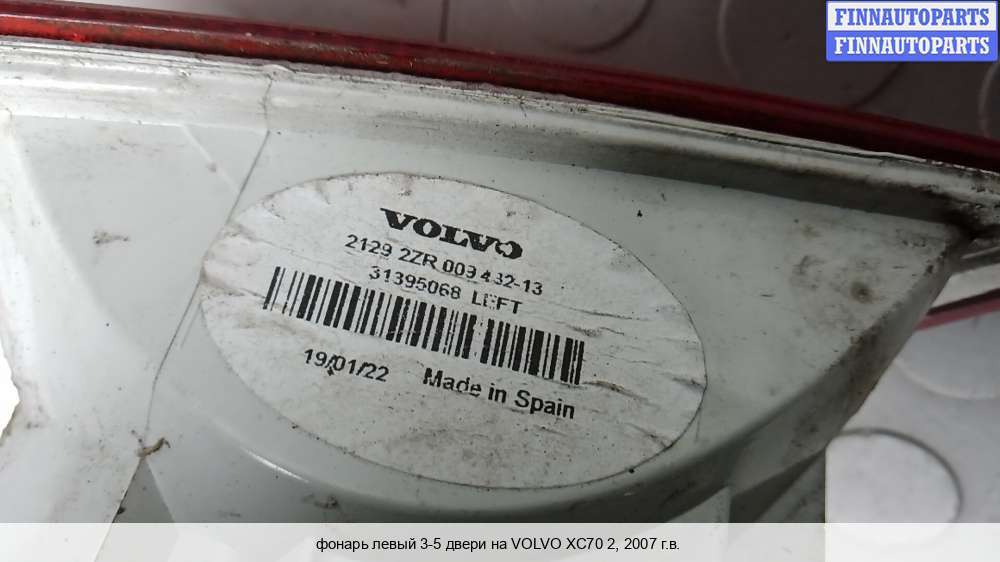 FINNAUTOPARTS
FINNAUTOPARTS
VOLVO
2129 2ZR 009 432-13
31395068 LEFT
19/01/22 Made in Spain
фонарь левый 3-5 двери на VOLVO XC70 2, 2007 г.в.